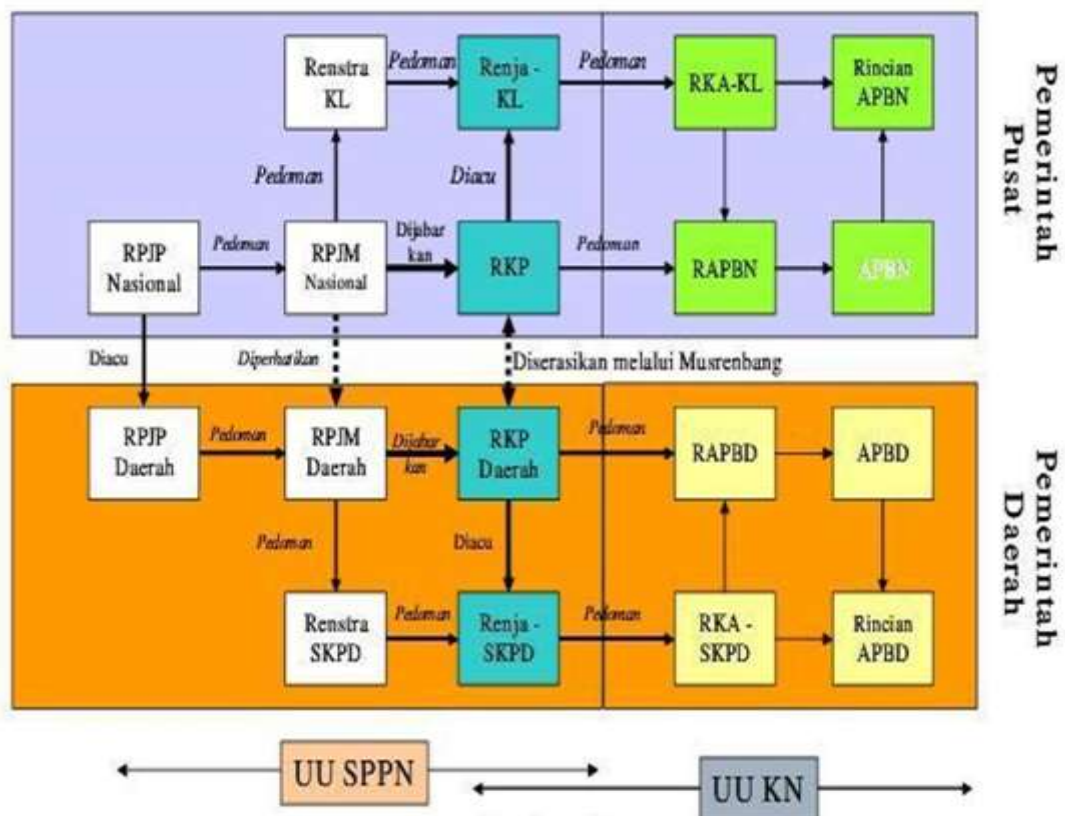 Pedoman
Pedoman
Renstra
KL
Renja -
KL
RKA-KL
Rincian
APBN
Pedoman
Diacu
RPJP
Nasional
Pedoman
RPJM
Nasional
Dijabar
kan
RKP
Pedoman
RAPBN
APBN
Pemerintah
Pusat
Diacu
Diperhatikan
Diserasikan melalui Musrenbang
RPJP
Daerah
Pedoman
RPJM
Daerah
Dijabar
kan
RKP
Daerah
Pedoman
RAPBD
APBD
Pedoman
Diacu
Renstra
SKPD
Pedoman
Renja -
SKPD
Pedoman
RKA -
SKPD
Rincian
APBD
Pemerintah
Daerah
UU SPPN
UU KN